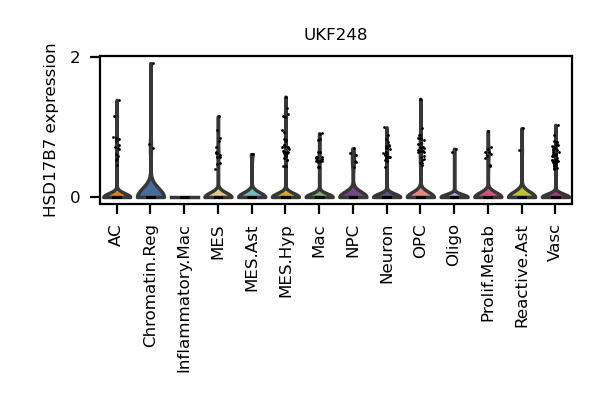 UKF248
HSD17B7 expression
2
0
AC
Chromatin.Reg
Inflammatory.Mac
MES
MES.Ast
MES.Hyp
Mac
NPC
Neuron
OPC
Oligo
Prolif.Metab
Reactive.Ast
Vasc